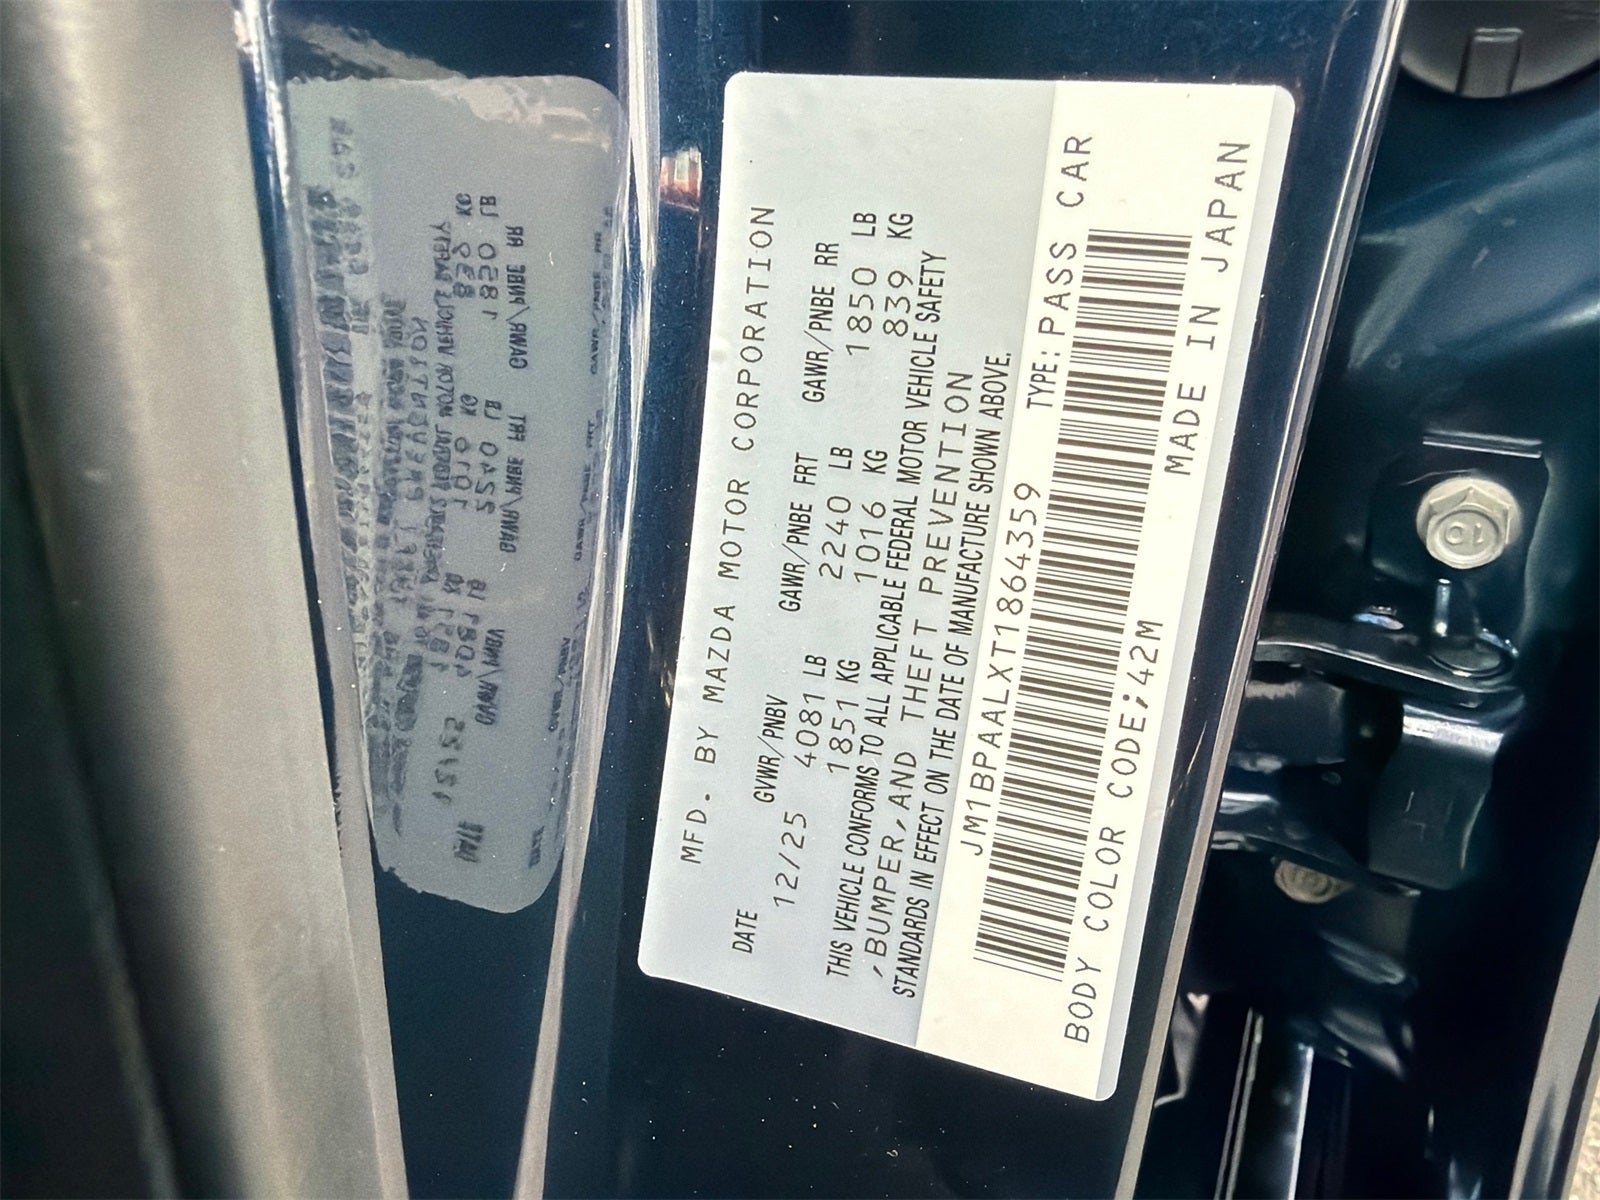 MFD. BY MAZDA MOTOR CORPORATION
DATE GVWR/PNBV GAWR/PNBE FRT GAWR/PNBE RR
12/25 4081 LB 2240 LB 1850 LB
1851 KG 1016 KG 839 KG
THIS VEHICLE CONFORMS TO ALL APPLICABLE FEDERAL MOTOR VEHICLE SAFETY
,BUMPER,AND THEFT PREVENTION
STANDARDS IN EFFECT ON THE DATE OF MANUFACTURE SHOWN ABOVE.
JM1BPAALXT1864359 TYPE:PASS CAR
BODY COLOR CODE;42M MADE IN JAPAN
10